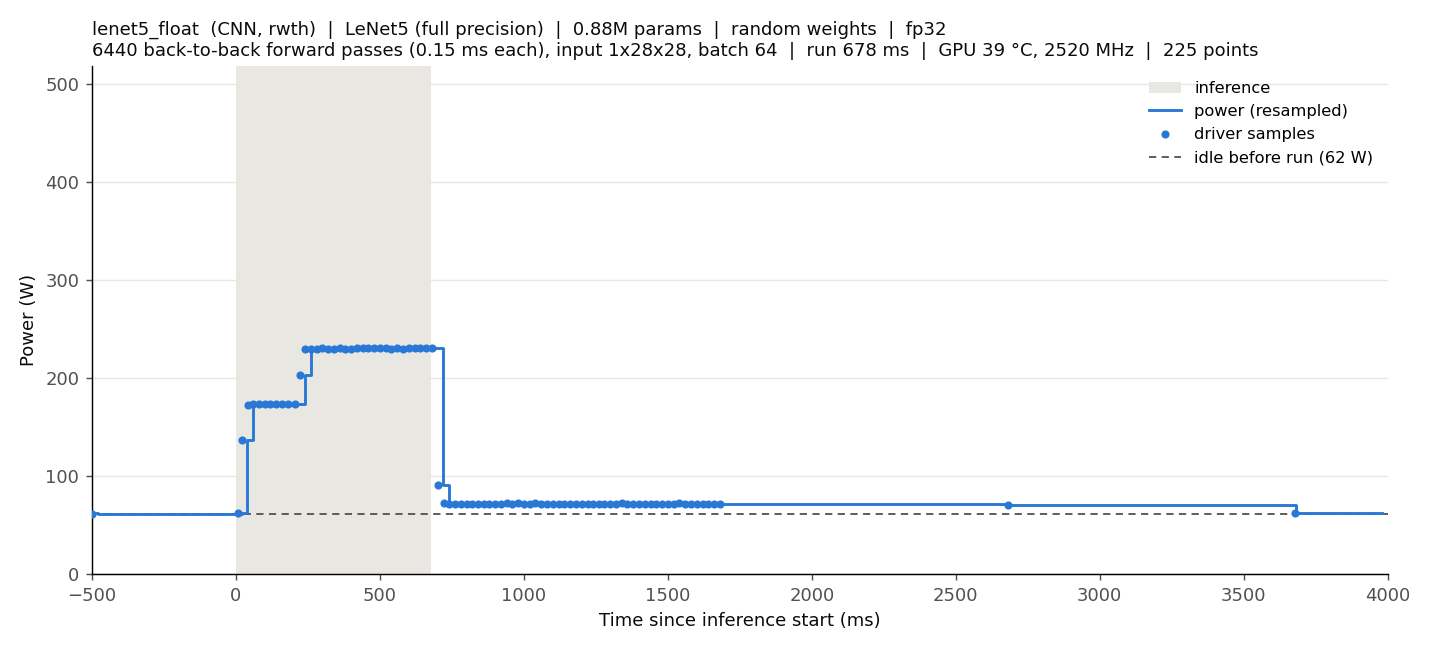 lenet5_float  (CNN, rwth)  |  LeNet5 (full precision)  |  0.88M params  |  random weights  |  fp32
6440 back-to-back forward passes (0.15 ms each), input 1x28x28, batch 64  |  run 678 ms  |  GPU 39 °C, 2520 MHz  |  225 points
inference
power (resampled)
driver samples
idle before run (62 W)
Power (W)
500
400
300
200
100
0
−500
0
500
1000
1500
2000
2500
3000
3500
4000
Time since inference start (ms)